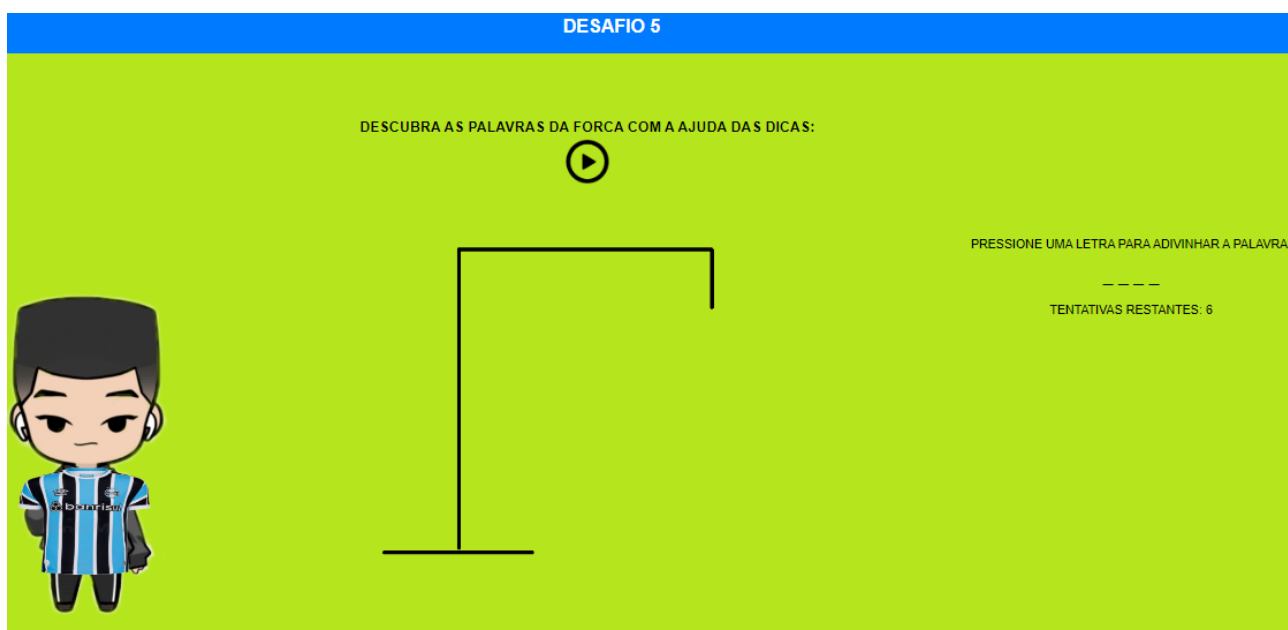 DESAFIO 5
DESCUBRA AS PALAVRAS DA FORCA COM A AJUDA DAS DICAS:
PRESSIONE UMA LETRA PARA ADIVINHAR A PALAVRA
_ _ _ _
TENTATIVAS RESTANTES: 6
banrisul